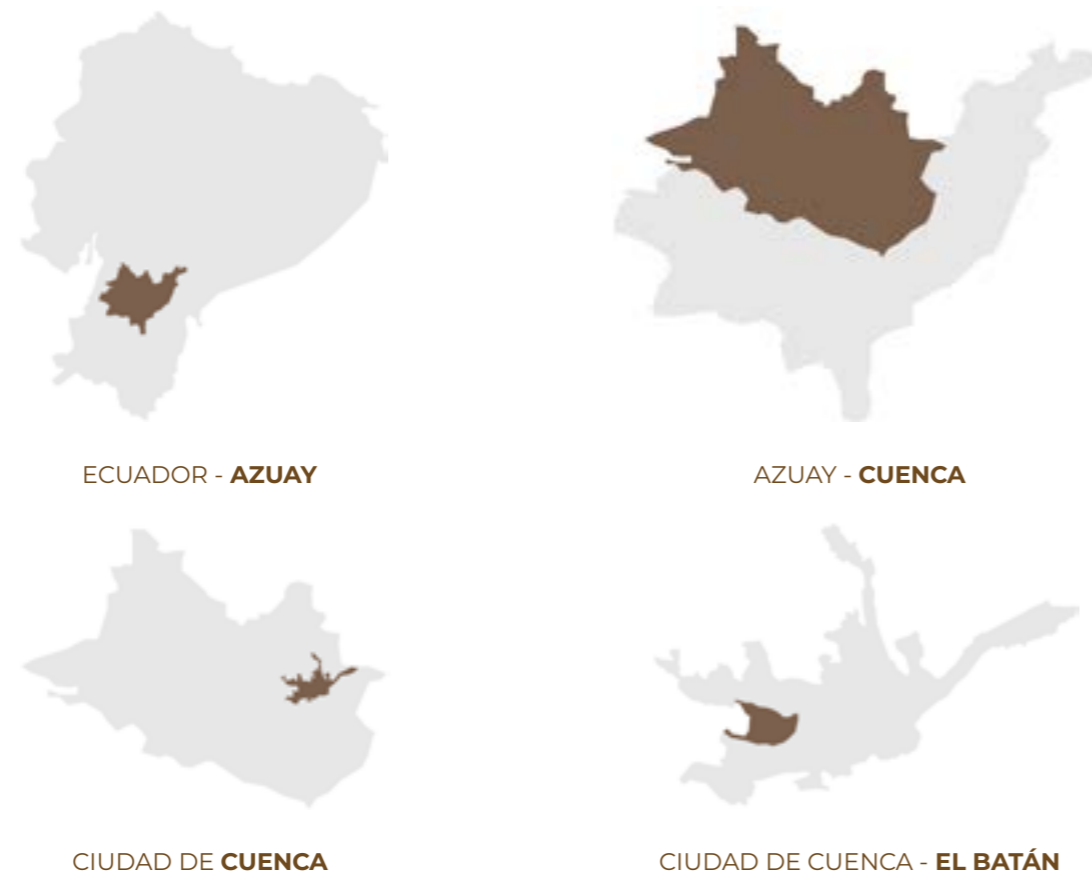 ECUADOR - AZUAY
AZUAY - CUENCA
CIUDAD DE CUENCA
CIUDAD DE CUENCA - EL BATÁN